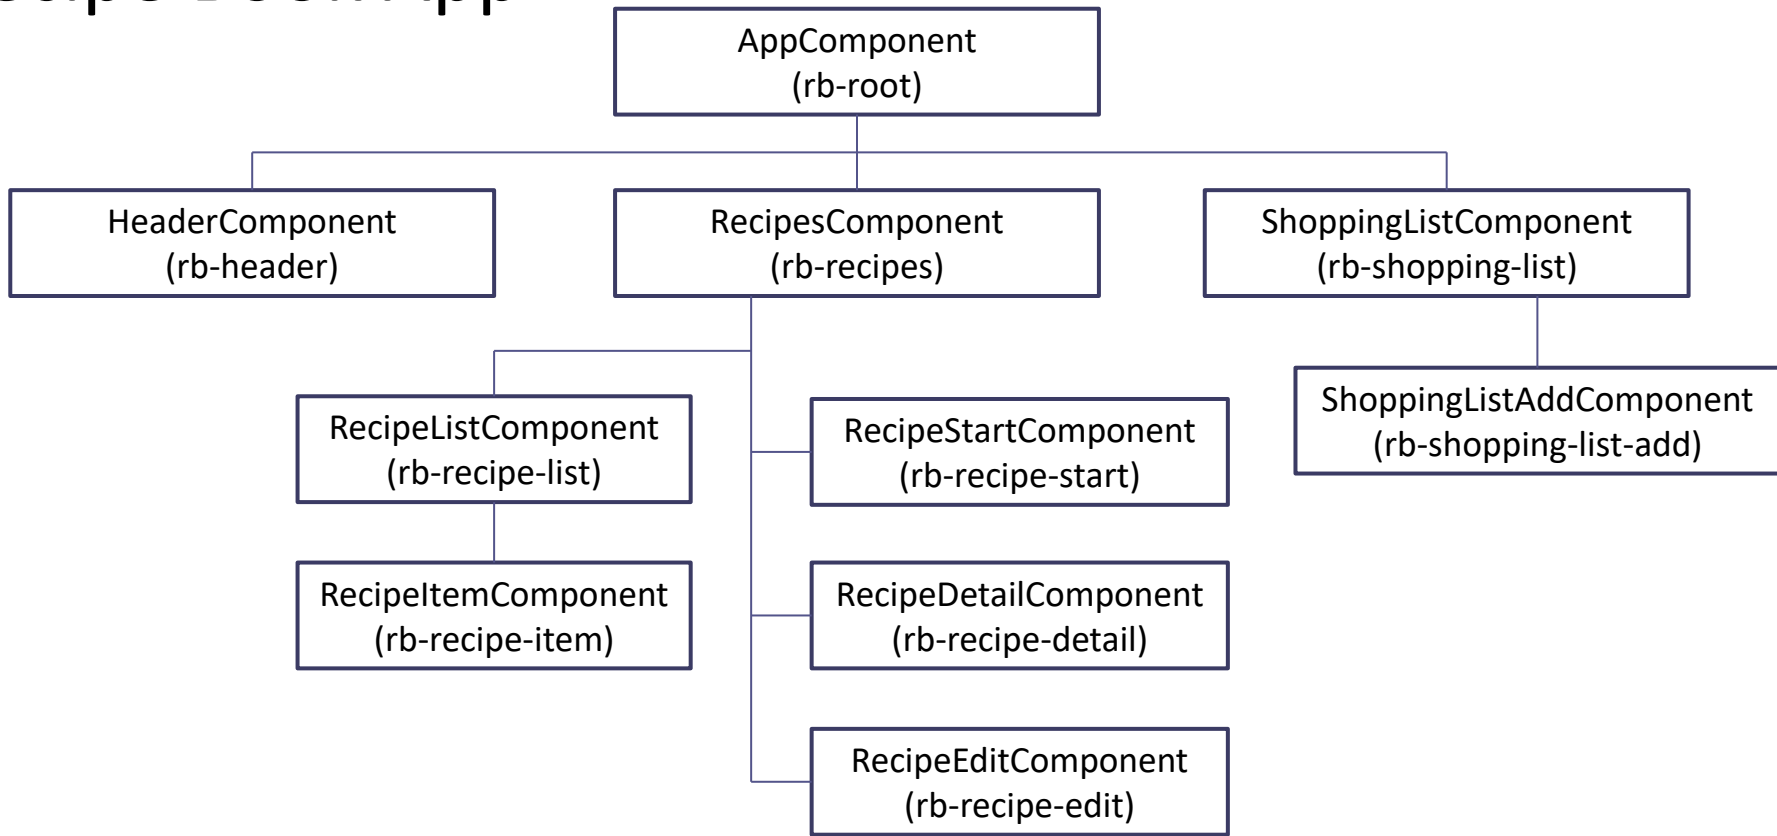 AppComponent
(rb-root)
HeaderComponent
(rb-header)
RecipesComponent
(rb-recipes)
ShoppingListComponent
(rb-shopping-list)
RecipeListComponent
(rb-recipe-list)
RecipeStartComponent
(rb-recipe-start)
ShoppingListAddComponent
(rb-shopping-list-add)
RecipeItemComponent
(rb-recipe-item)
RecipeDetailComponent
(rb-recipe-detail)
RecipeEditComponent
(rb-recipe-edit)